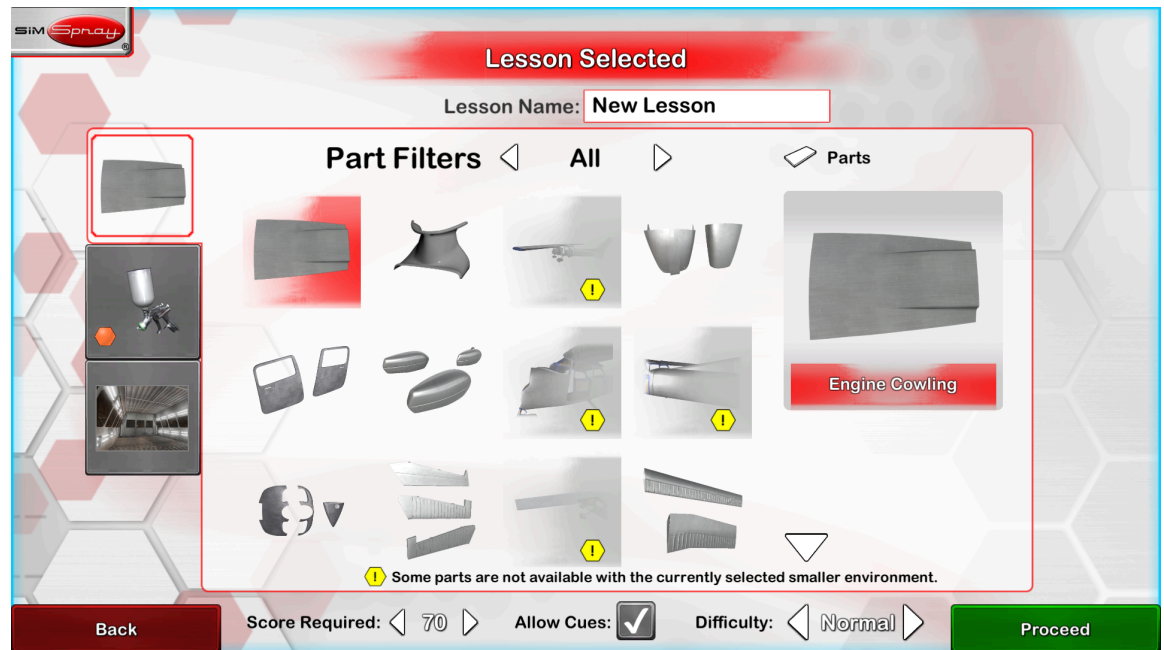 SiM Spray ®
Lesson Selected
Lesson Name: New Lesson
Part Filters All Parts
!
Engine Cowling
! !
!
! Some parts are not available with the currently selected smaller environment.
Back Score Required: 70 Allow Cues: Difficulty: Normal Proceed